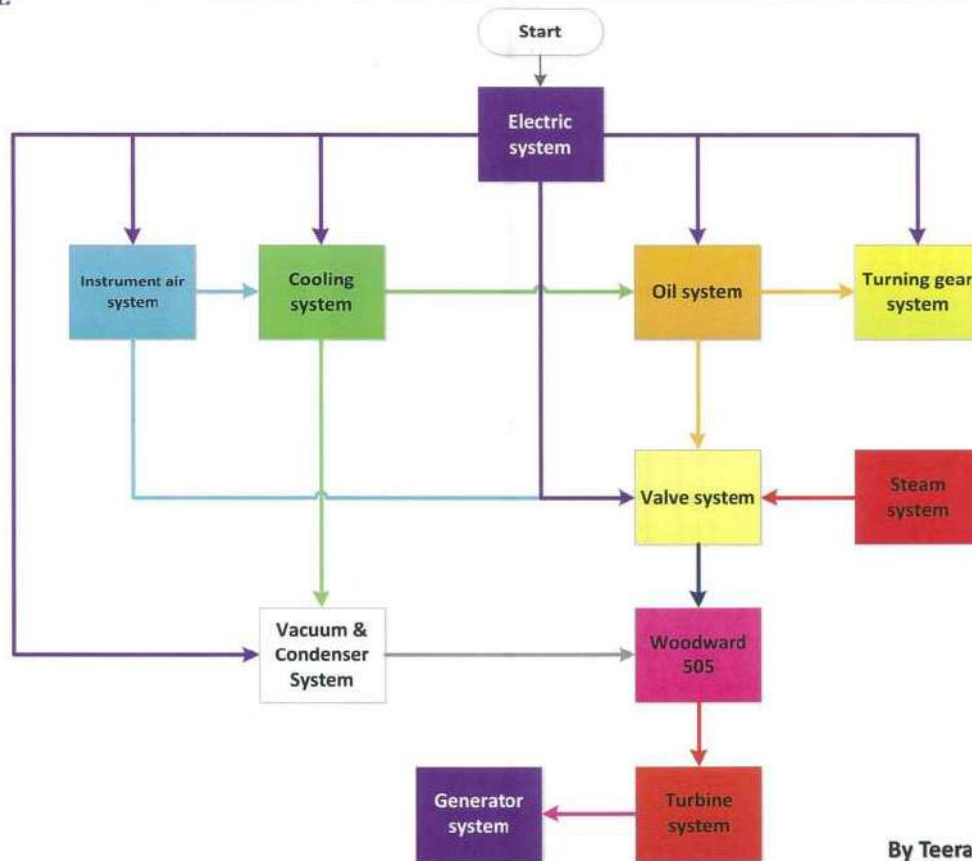 Start
Electric
system
Instrument air
system
Cooling
system
Oil system
Turning gear
system
Valve system
Steam
system
Vacuum &
Condenser
System
Woodward
505
Generator
system
Turbine
system
By Teera